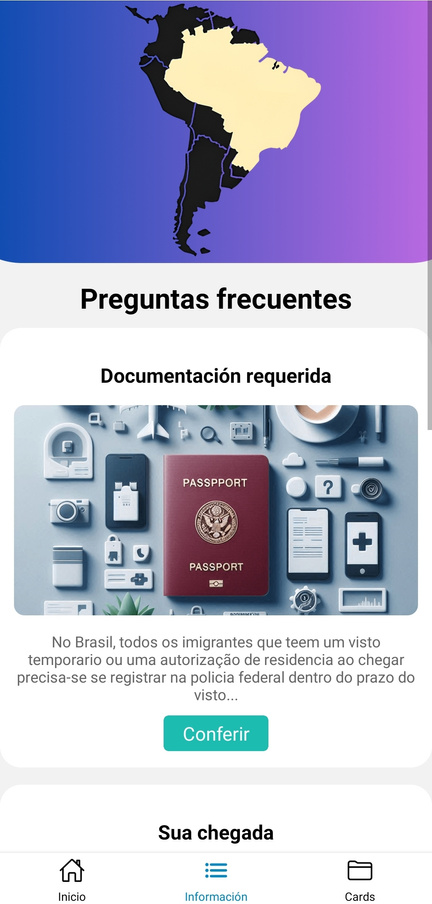 Preguntas frecuentes
Documentación requerida
PASSPPORT
PASSPORT
No Brasil, todos os imigrantes que teem um visto
temporario ou uma autorização de residencia ao chegar
precisa-se se registrar na policia federal dentro do prazo do
visto...
Conferir
Sua chegada
Inicio
Información
Cards